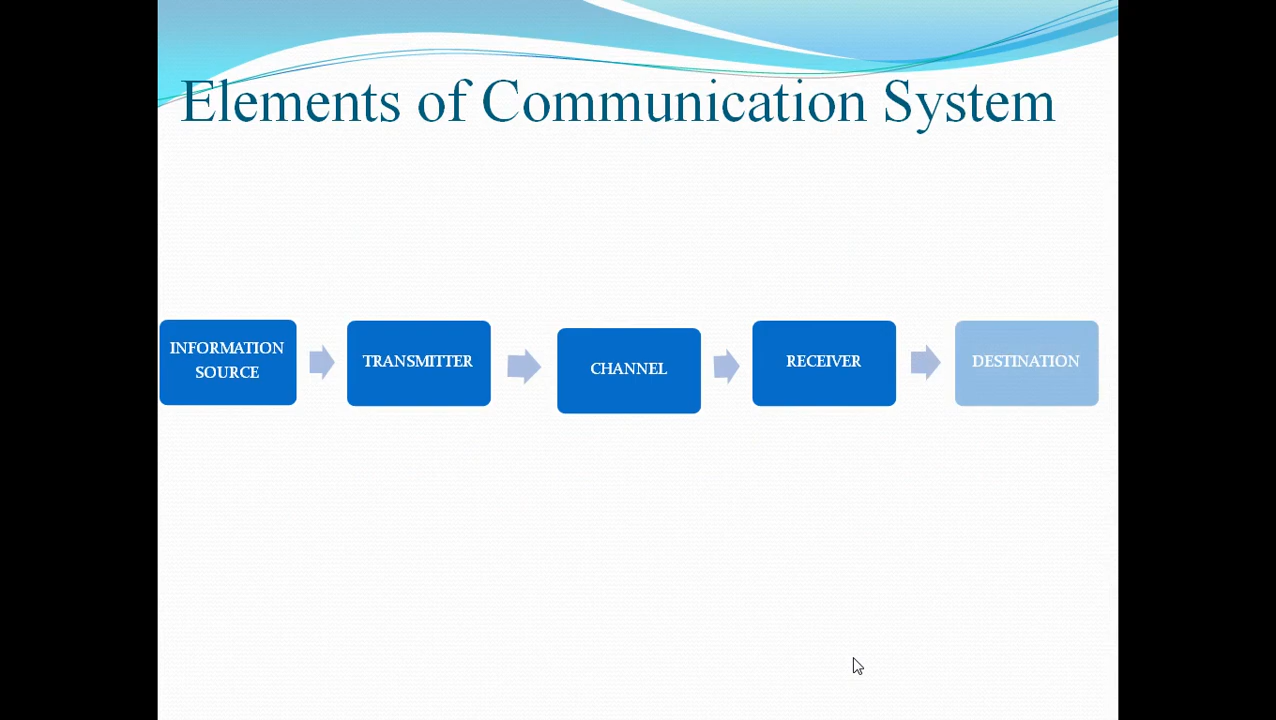 Elements of Communication System
INFORMATION
SOURCE
TRANSMITTER
CHANNEL
RECEIVER
DESTINATION